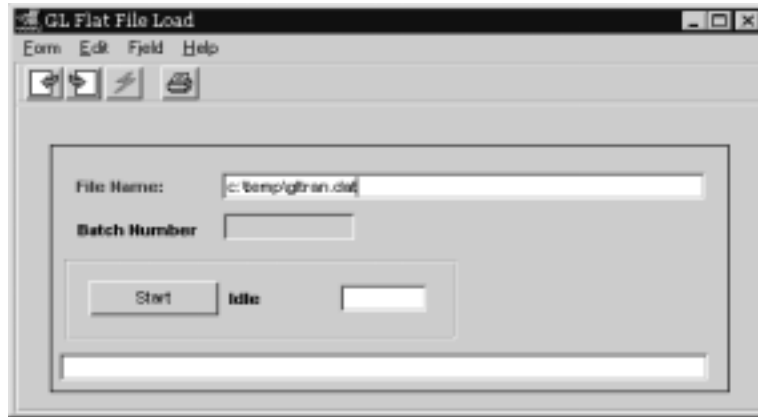 GL Flat File Load
Form Edit Field Help
File Name: c:\temp\gltran.dat
Batch Number
Start Idle